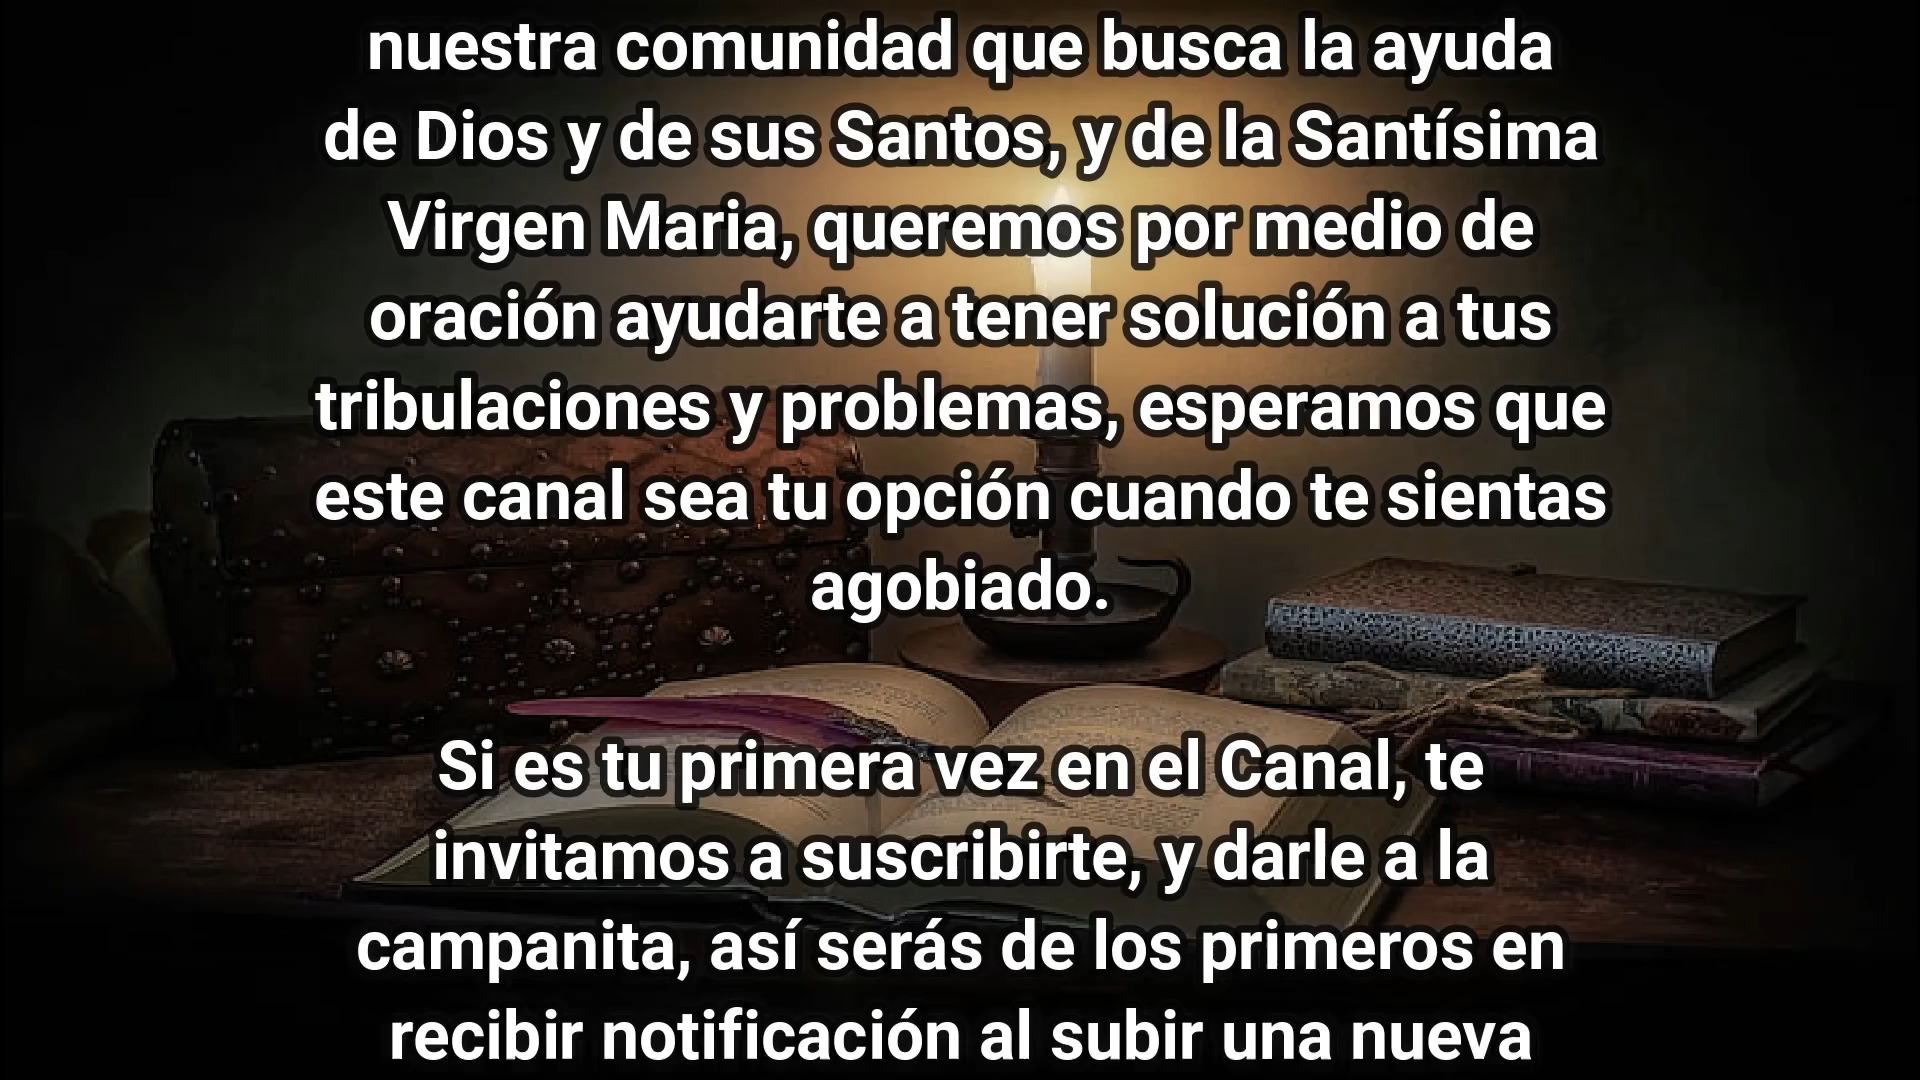 nuestra comunidad que busca la ayuda
de Dios y de sus Santos, y de la Santísima
Virgen Maria, queremos por medio de
oración ayudarte a tener solución a tus
tribulaciones y problemas, esperamos que
este canal sea tu opción cuando te sientas
agobiado.
Si es tu primera vez en el Canal, te
invitamos a suscribirte, y darle a la
campanita, así serás de los primeros en
recibir notificación al subir una nueva